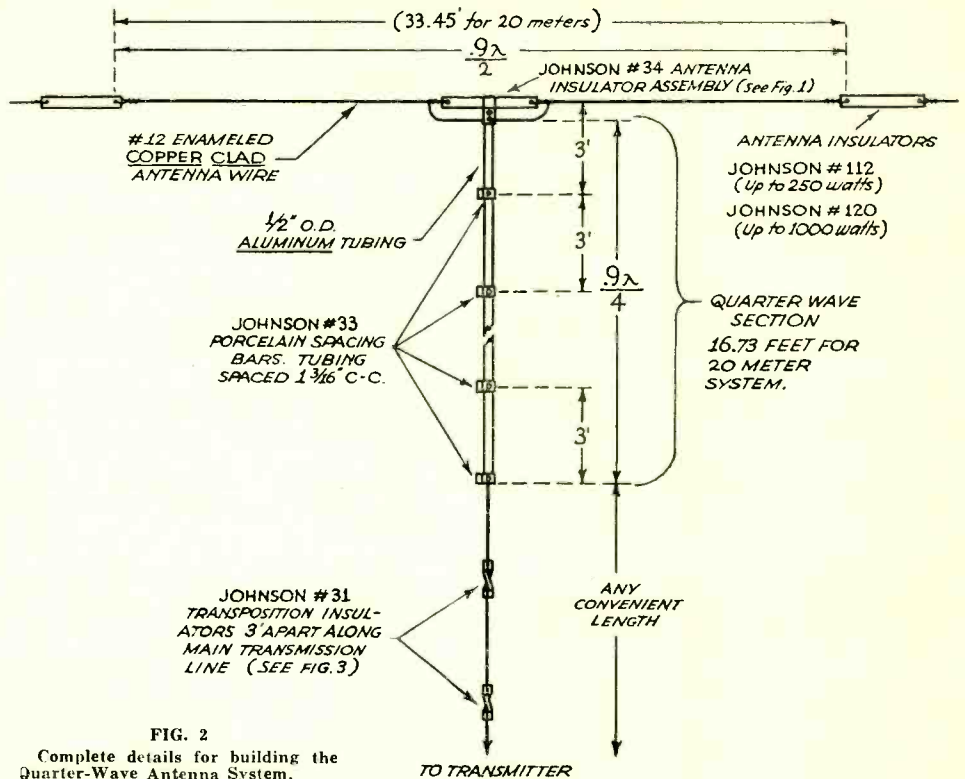 (33.45' for 20 meters)
.9λ
2
JOHNSON #34 ANTENNA
INSULATOR ASSEMBLY (see Fig.1)
#12 ENAMELED
COPPER CLAD
ANTENNA WIRE
ANTENNA INSULATORS
JOHNSON #112
(up to 250 watts)
JOHNSON #120
(up to 1000 watts)
3'
1/2" O.D.
ALUMINUM TUBING
3'
.9λ
4
QUARTER WAVE
SECTION
16.73 FEET FOR
20 METER
SYSTEM.
JOHNSON #33
PORCELAIN SPACING
BARS. TUBING
SPACED 1 3/16" C-C.
3'
JOHNSON #31
TRANSPOSITION INSUL-
ATORS 3' APART ALONG
MAIN TRANSMISSION
LINE (SEE FIG.3)
ANY
CONVENIENT
LENGTH
TO TRANSMITTER
FIG. 2
Complete details for building the
Quarter-Wave Antenna System.